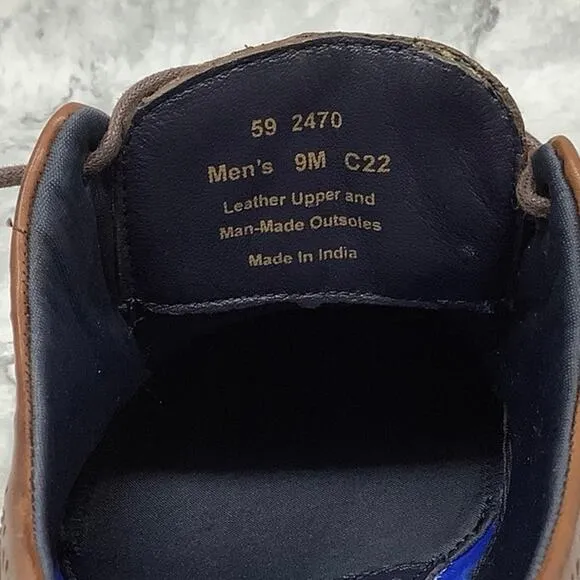 59 2470
Men's 9M C22
Leather Upper and
Man-Made Outsoles
Made In India